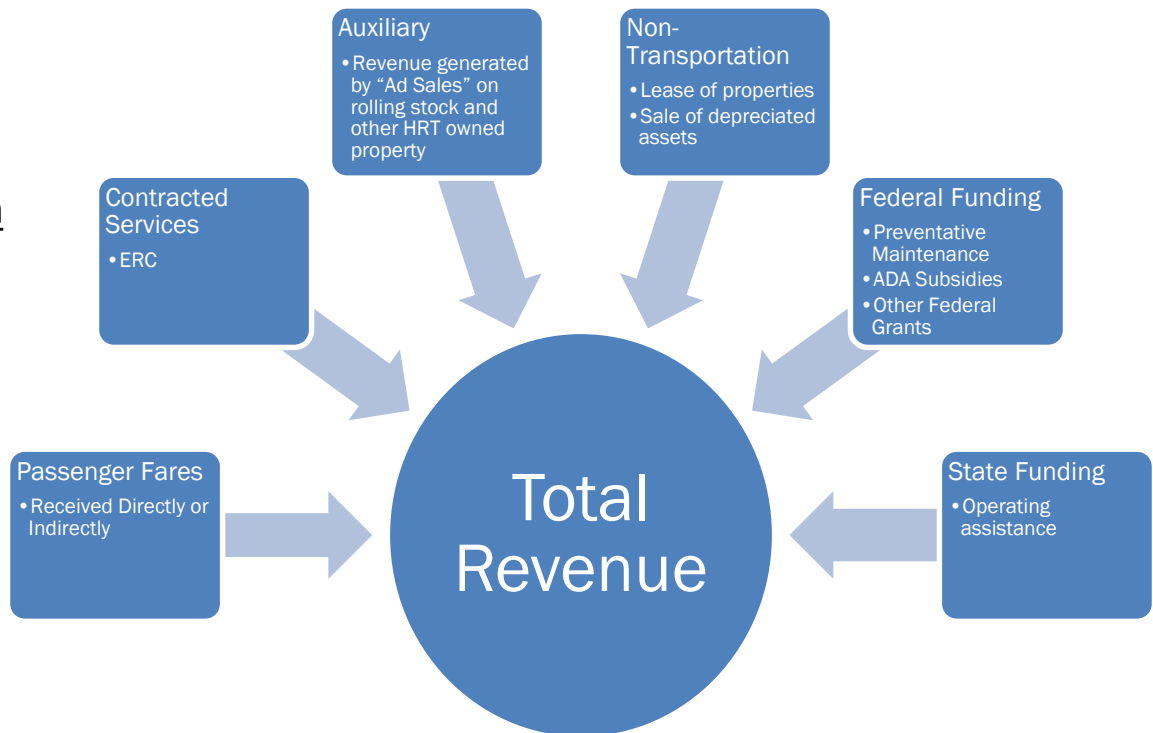 Auxiliary
•Revenue generated
by “Ad Sales” on
rolling stock and
other HRT owned
property
Non-
Transportation
•Lease of properties
•Sale of depreciated
assets
Contracted
Services
•ERC
Federal Funding
•Preventative
Maintenance
•ADA Subsidies
•Other Federal
Grants
Passenger Fares
•Received Directly or
Indirectly
State Funding
•Operating
assistance
Total
Revenue